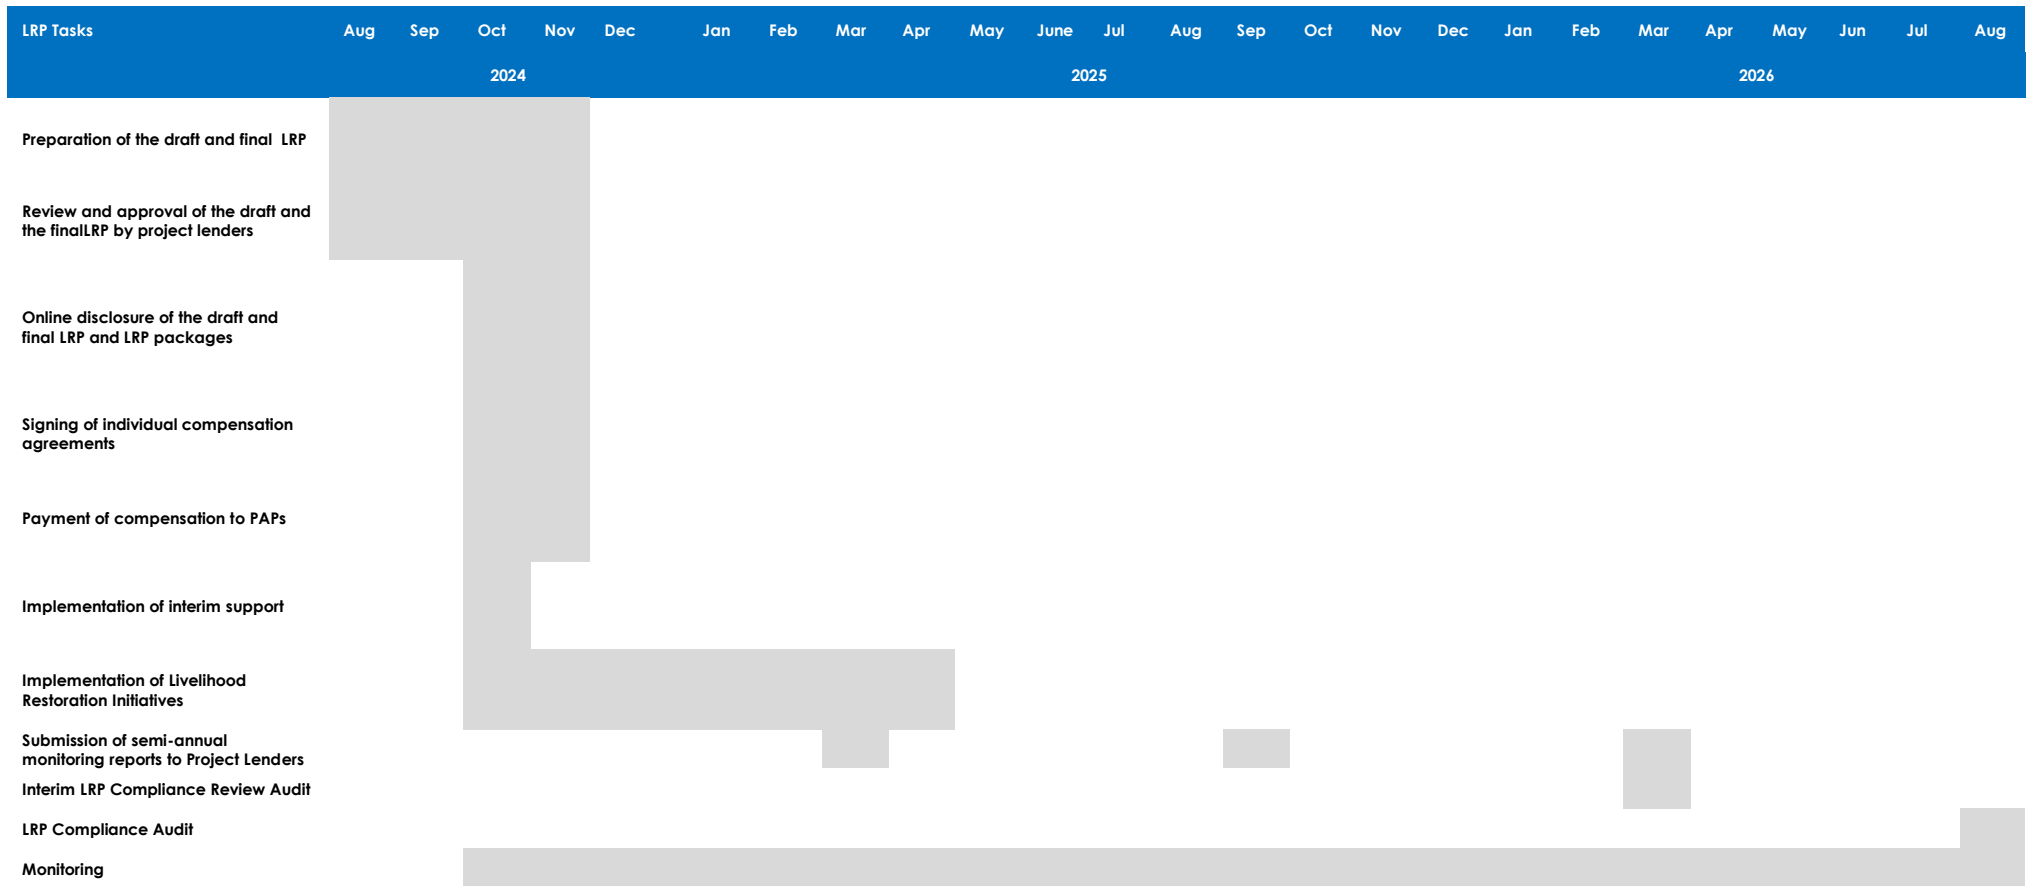 LRP Tasks Aug Sep Oct Nov Dec Jan Feb Mar Apr May June Jul Aug Sep Oct Nov Dec Jan Feb Mar Apr May Jun Jul Aug
2024 2025 2026
Preparation of the draft and final LRP
Review and approval of the draft and
the finalLRP by project lenders
Online disclosure of the draft and
final LRP and LRP packages
Signing of individual compensation
agreements
Payment of compensation to PAPs
Implementation of interim support
Implementation of Livelihood
Restoration Initiatives
Submission of semi-annual
monitoring reports to Project Lenders
Interim LRP Compliance Review Audit
LRP Compliance Audit
Monitoring